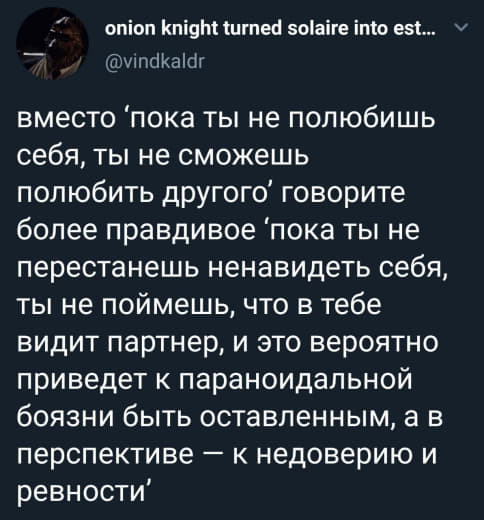 onion knight turned solaire into est...
@vindkaldr
вместо ‘пока ты не полюбишь
себя, ты не сможешь
полюбить другого’ говорите
более правдивое ‘пока ты не
перестанешь ненавидеть себя,
ты не поймешь, что в тебе
видит партнер, и это вероятно
приведет к параноидальной
боязни быть оставленным, а в
перспективе — к недоверию и
ревности’